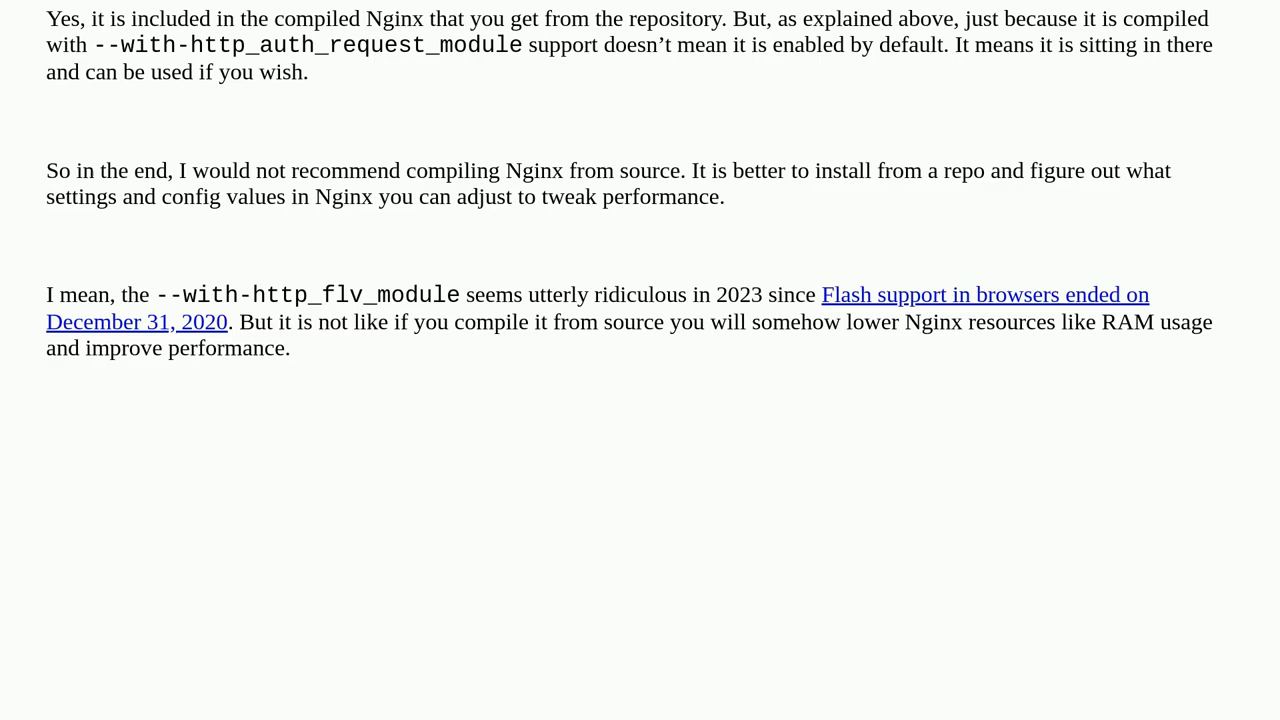 Yes, it is included in the compiled Nginx that you get from the repository. But, as explained above, just because it is compiled
with --with-http_auth_request_module support doesn’t mean it is enabled by default. It means it is sitting in there
and can be used if you wish.
So in the end, I would not recommend compiling Nginx from source. It is better to install from a repo and figure out what
settings and config values in Nginx you can adjust to tweak performance.
I mean, the --with-http_flv_module seems utterly ridiculous in 2023 since Flash support in browsers ended on
December 31, 2020. But it is not like if you compile it from source you will somehow lower Nginx resources like RAM usage
and improve performance.